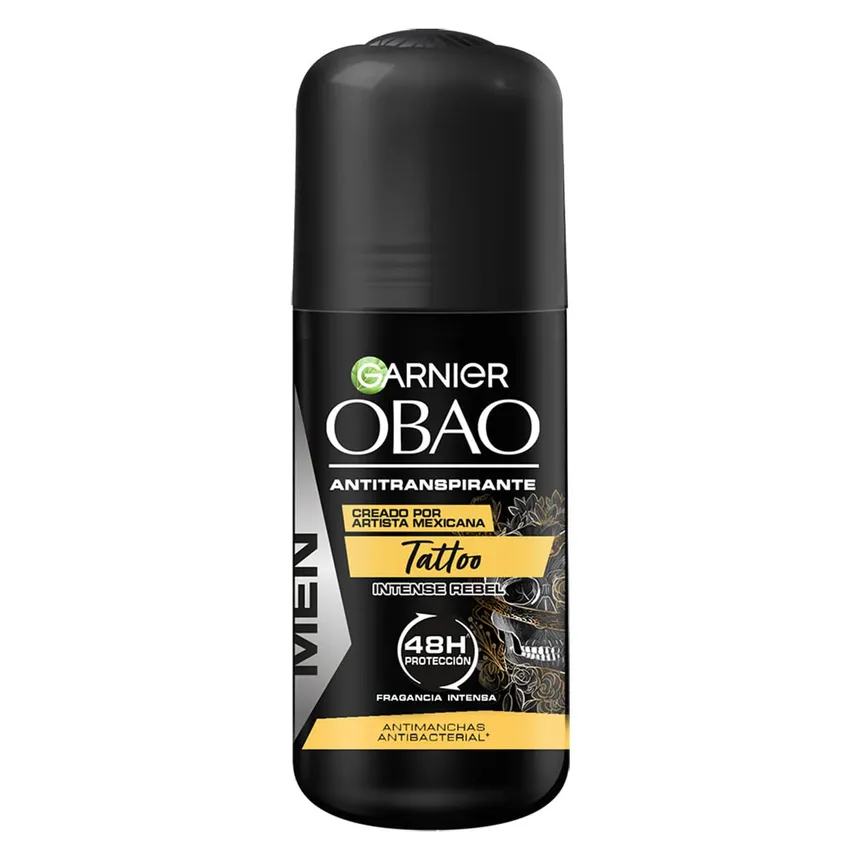 GARNIER
OBAO
ANTITRANSPIRANTE
CREADO POR
ARTISTA MEXICANA
Tattoo
INTENSE REBEL
MEN
48H
PROTECCIÓN
FRAGANCIA INTENSA
ANTIMANCHAS
ANTIBACTERIAL*